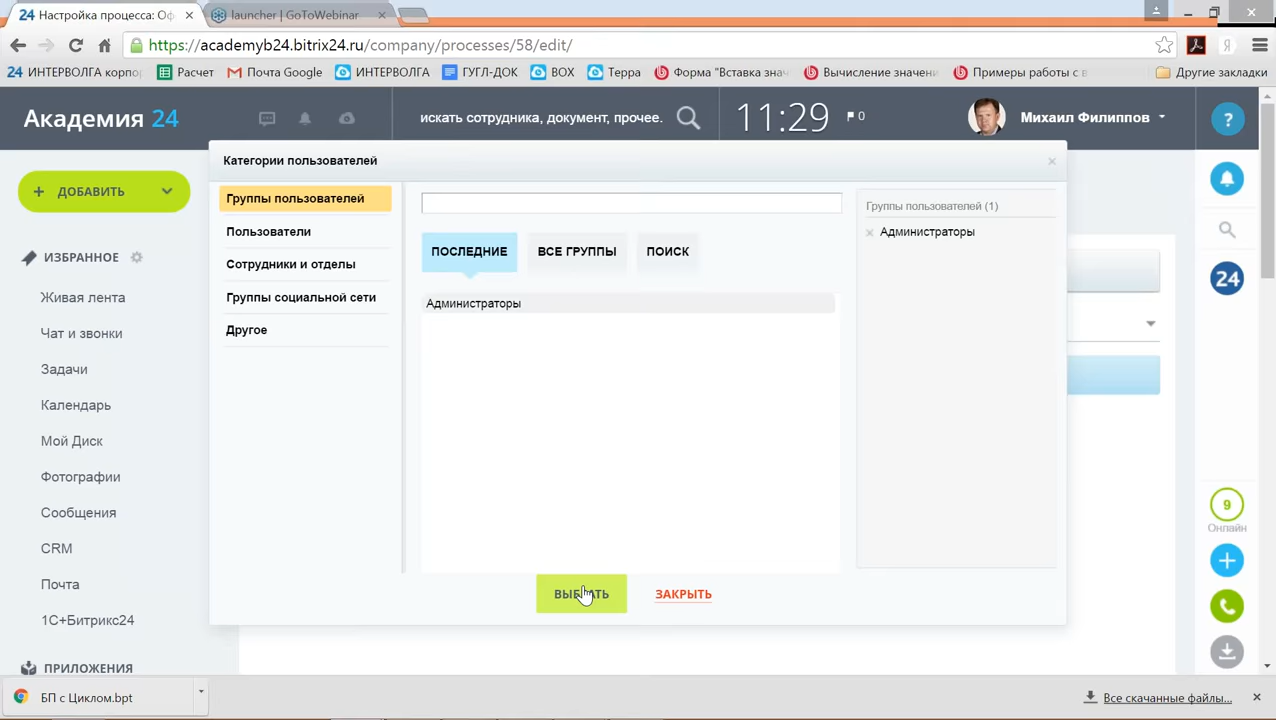 24 Настройка процесса: Оф
launcher | GoToWebinar
https://academyb24.bitrix24.ru/company/processes/58/edit/
24 ИНТЕРВОЛГА корпо
Расчет
Почта Google
ИНТЕРВОЛГА
ГУГЛ-ДОК
ВОХ
Терра
Форма "Вставка знач
Вычисление значени
Примеры работы с в
Другие закладки
Академия 24
искать сотрудника, документ, прочее.
11:29
0
Михаил Филиппов
?
Категории пользователей
+ ДОБАВИТЬ
Группы пользователей
Пользователи
Сотрудники и отделы
Группы социальной сети
Другое
ПОСЛЕДНИЕ
ВСЕ ГРУППЫ
ПОИСК
Администраторы
Группы пользователей (1)
Администраторы
ВЫБРАТЬ
ЗАКРЫТЬ
ИЗБРАННОЕ
Живая лента
Чат и звонки
Задачи
Календарь
Мой Диск
Фотографии
Сообщения
CRM
Почта
1С+Битрикс24
ПРИЛОЖЕНИЯ
24
9
Онлайн
БП с Циклом.bpt
Все скачанные файлы...